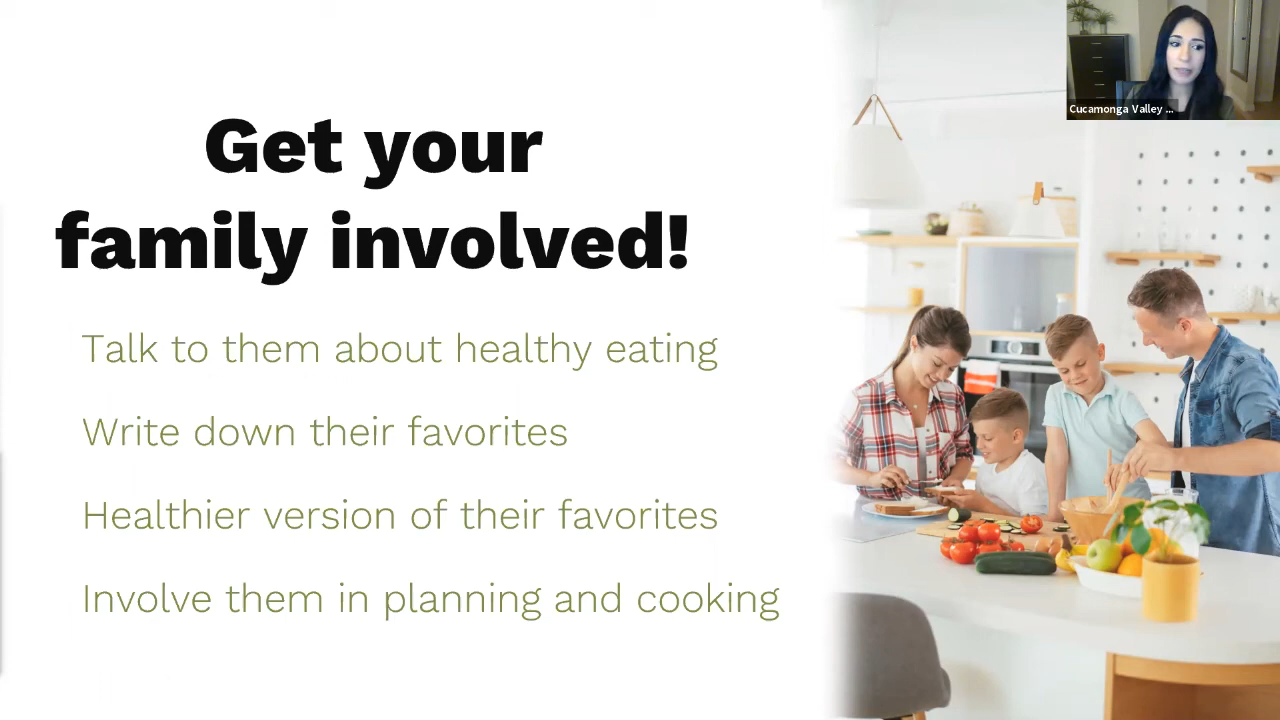 Get your
family involved!
Talk to them about healthy eating
Write down their favorites
Healthier version of their favorites
Involve them in planning and cooking
Cucamonga Valley ...